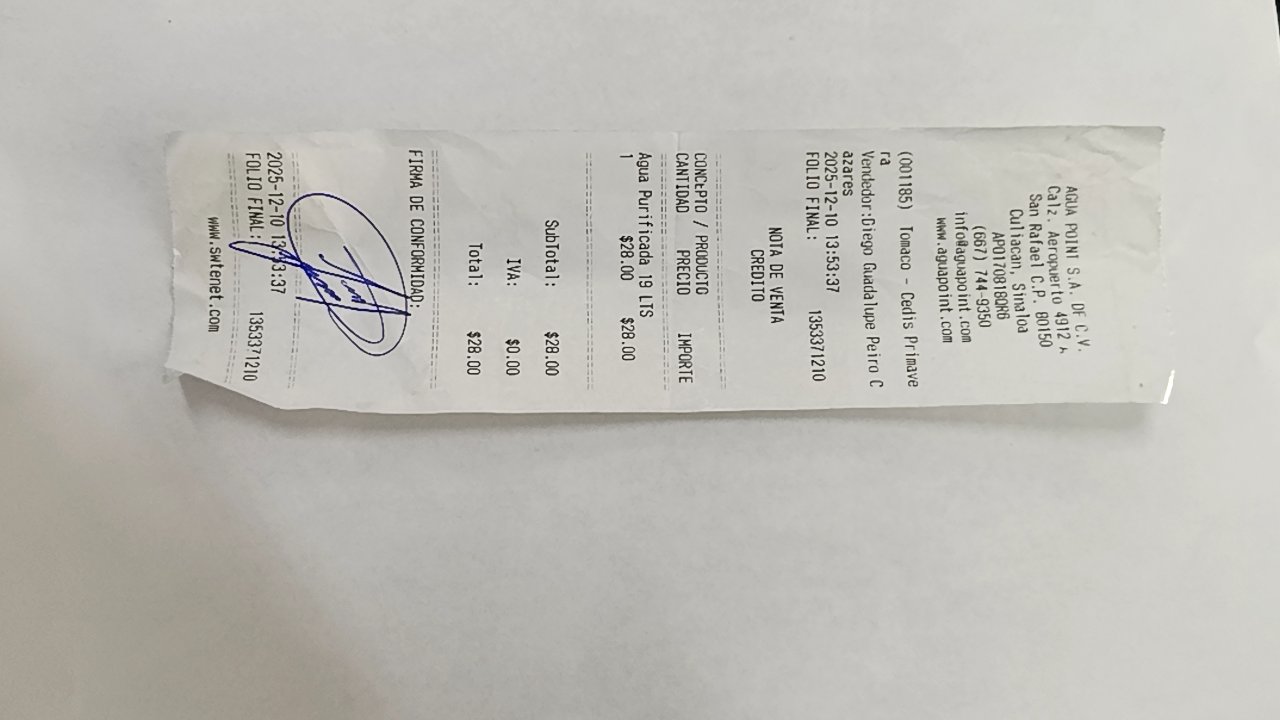 AGUA POINT S.A. DE C.V.
Calz. Aeropuerto 4912 A
San Rafael C.P. 80150
Culiacan, Sinaloa
APO170818QR6
(667) 744-9350
info@aguapoint.com
www.aguapoint.com
(001185) Tomaco - Cedis Primave
ra
Vendedor:Diego Guadalupe Peiro C
azares
2025-12-10 13:53:37
FOLIO FINAL: 1353371210
NOTA DE VENTA
CREDITO
CONCEPTO / PRODUCTO
CANTIDAD PRECIO IMPORTE
Agua Purificada 19 LTS
1 $28.00 $28.00
SubTotal: $28.00
IVA: $0.00
Total: $28.00
FIRMA DE CONFORMIDAD:
2025-12-10 13:53:37
FOLIO FINAL: 1353371210
www.swtenet.com